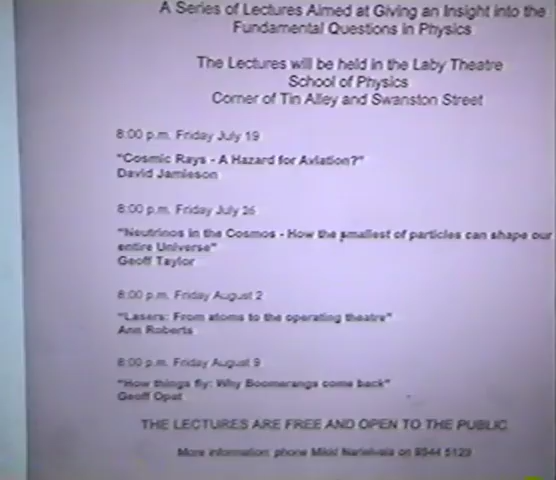 A Series of Lectures Aimed at Giving an Insight into the
Fundamental Questions in Physics
The Lectures will be held in the Laby Theatre
School of Physics
Corner of Tin Alley and Swanston Street
8:00 p.m. Friday July 19
"Cosmic Rays - A Hazard for Aviation?"
David Jamieson
8:00 p.m. Friday July 26
"Neutrinos in the Cosmos - How the smallest of particles can shape our
entire Universe"
Geoff Taylor
8:00 p.m. Friday August 2
"Lasers: From atoms to the operating theatre"
Ann Roberts
8:00 p.m. Friday August 9
"How things fly: Why Boomerangs come back"
Geoff Opat
THE LECTURES ARE FREE AND OPEN TO THE PUBLIC
More information phone Mikki on 9344 5129